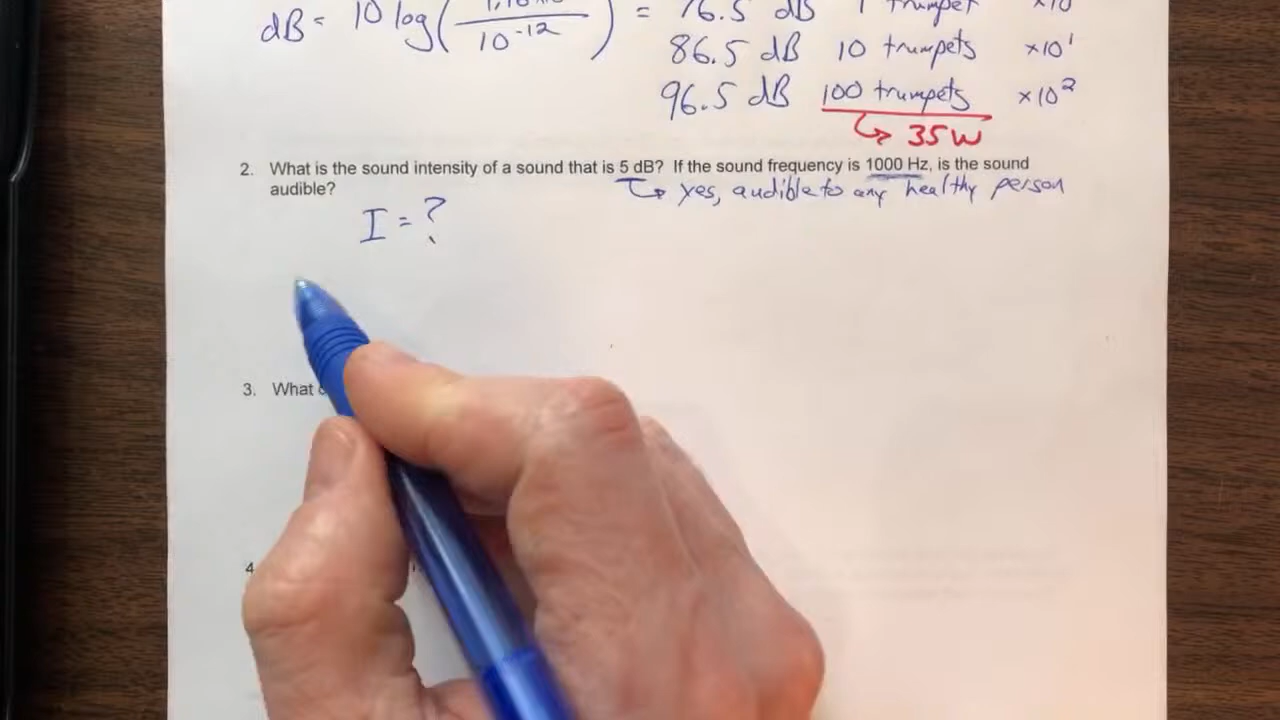 dB = 10 log( / 10⁻¹² ) = 76.5 dB 1 trumpet
86.5 dB 10 trumpets ×10¹
96.5 dB 100 trumpets ×10²
↳ 35W
2. What is the sound intensity of a sound that is 5 dB? If the sound frequency is 1000 Hz, is the sound
audible?
↳ yes, audible to any healthy person
I = ?
3. What
4